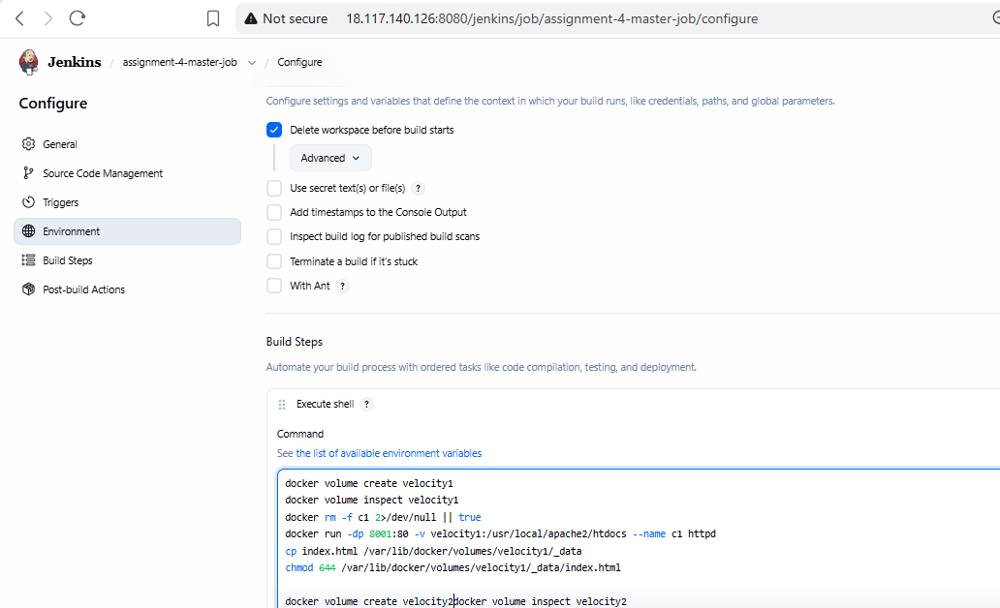 Not secure 18.117.140.126:8080/jenkins/job/assignment-4-master-job/configure
Jenkins / assignment-4-master-job / Configure
Configure
General
Source Code Management
Triggers
Environment
Build Steps
Post-build Actions
Configure settings and variables that define the context in which your build runs, like credentials, paths, and global parameters.
Delete workspace before build starts
Advanced
Use secret text(s) or file(s) ?
Add timestamps to the Console Output
Inspect build log for published build scans
Terminate a build if it's stuck
With Ant ?
Build Steps
Automate your build process with ordered tasks like code compilation, testing, and deployment.
Execute shell ?
Command
See the list of available environment variables
docker volume create velocity1
docker volume inspect velocity1
docker rm -f c1 2>/dev/null || true
docker run -dp 8001:80 -v velocity1:/usr/local/apache2/htdocs --name c1 httpd
cp index.html /var/lib/docker/volumes/velocity1/_data
chmod 644 /var/lib/docker/volumes/velocity1/_data/index.html
docker volume create velocity2docker volume inspect velocity2